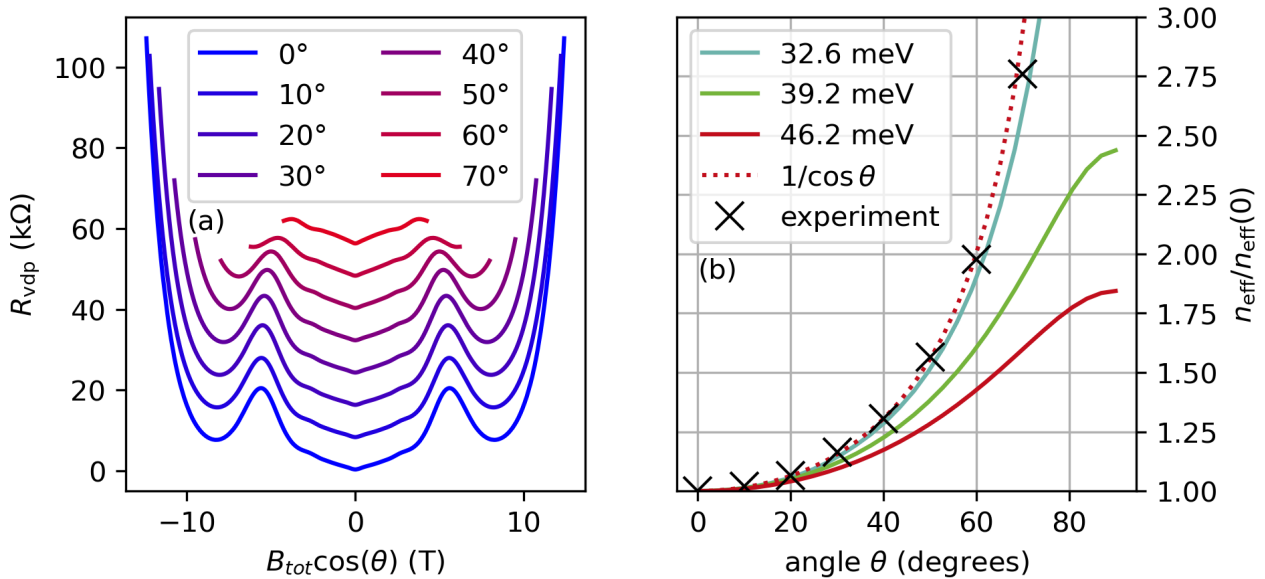 100
80
60
40
20
0
R_vdp (kΩ)
0°
10°
20°
30°
40°
50°
60°
70°
(a)
−10
0
10
B_tot cos(θ) (T)
32.6 meV
39.2 meV
46.2 meV
1/cos θ
experiment
(b)
0
20
40
60
80
angle θ (degrees)
3.00
2.75
2.50
2.25
2.00
1.75
1.50
1.25
1.00
n_eff/n_eff(0)